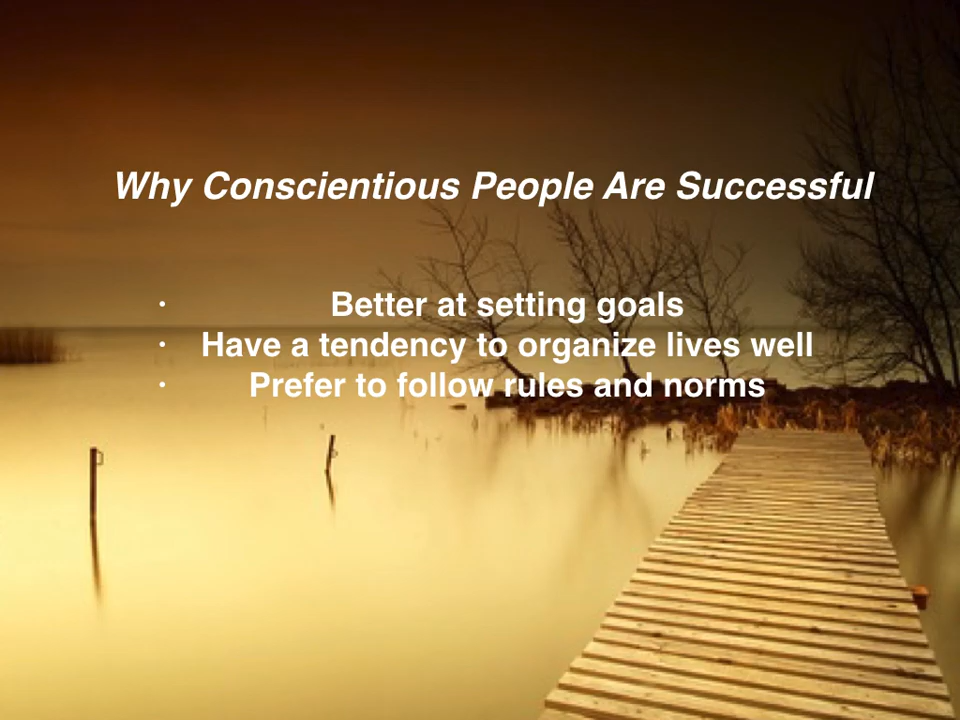 Why Conscientious People Are Successful
• Better at setting goals
• Have a tendency to organize lives well
• Prefer to follow rules and norms